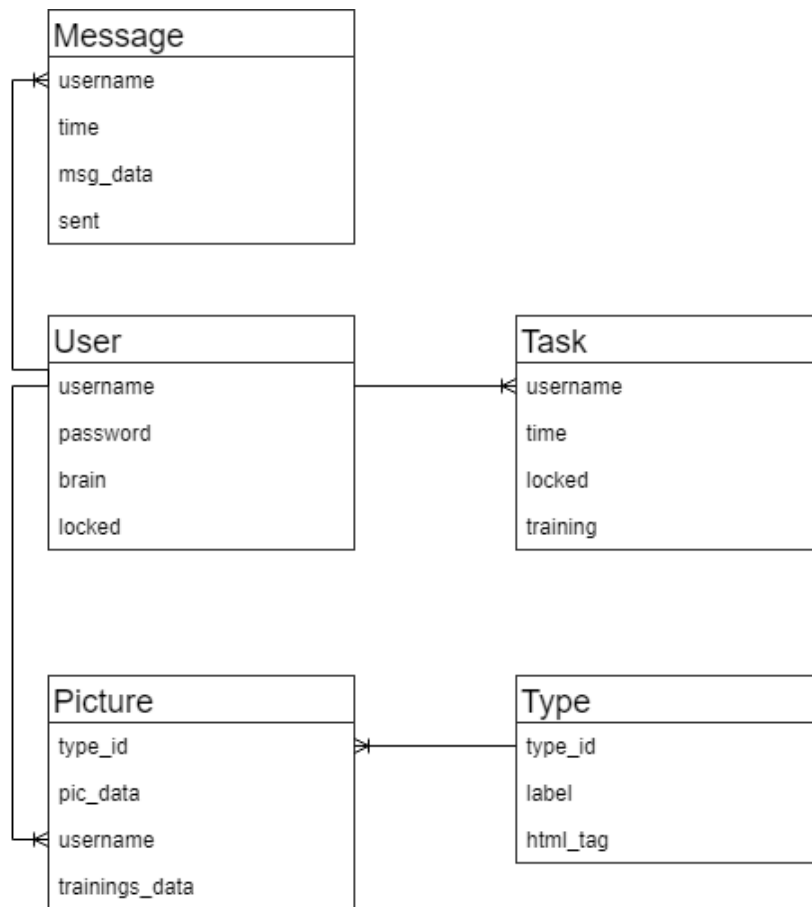 Message
username
time
msg_data
sent
User
username
password
brain
locked
Task
username
time
locked
training
Picture
type_id
pic_data
username
trainings_data
Type
type_id
label
html_tag